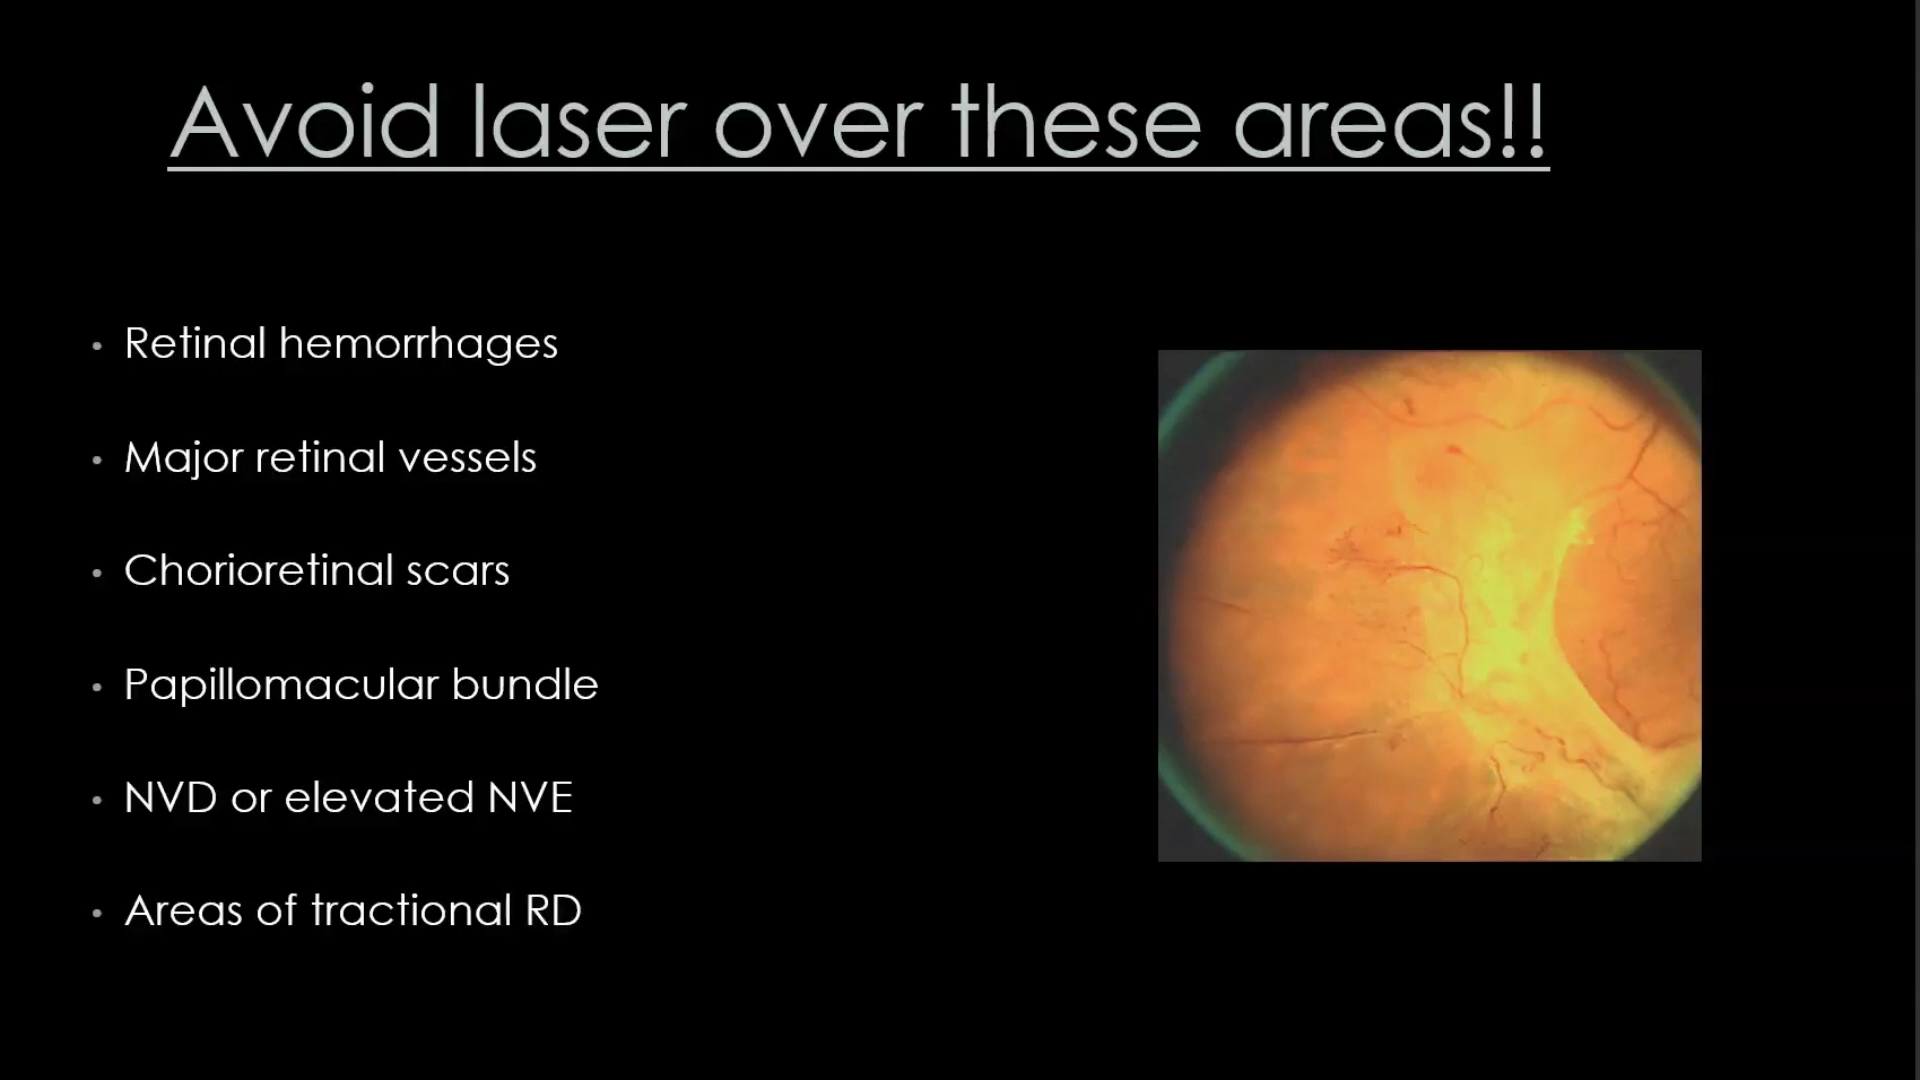 Avoid laser over these areas!!
• Retinal hemorrhages
• Major retinal vessels
• Chorioretinal scars
• Papillomacular bundle
• NVD or elevated NVE
• Areas of tractional RD